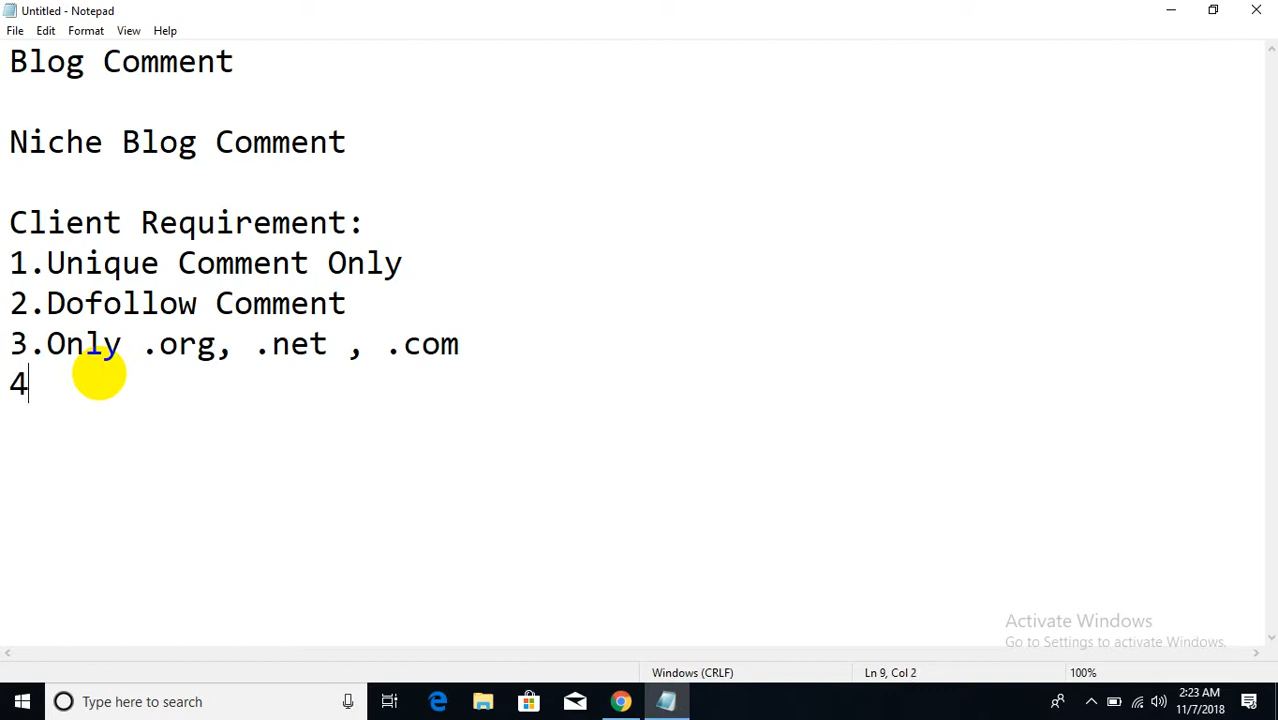 Untitled - Notepad
File Edit Format View Help
Blog Comment
Niche Blog Comment
Client Requirement:
1.Unique Comment Only
2.Dofollow Comment
3.Only .org, .net , .com
4
Activate Windows
Go to Settings to activate Windows.
Windows (CRLF) Ln 9, Col 2 100%
Type here to search
2:23 AM
11/7/2018